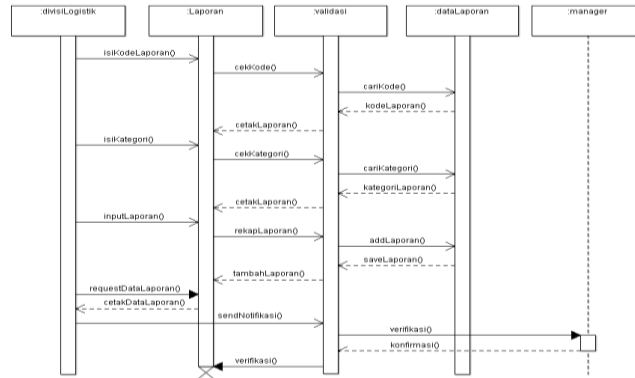 :divisiLogistik
:Laporan
:validasi
:dataLaporan
:manager
isiKodeLaporan()
cekKode()
cariKode()
kodeLaporan()
cetakLaporan()
isiKategori()
cekKategori()
cariKategori()
kategoriLaporan()
cetakLaporan()
inputLaporan()
rekapLaporan()
addLaporan()
saveLaporan()
tambahLaporan()
requestDataLaporan()
cetakDataLaporan()
sendNotifikasi()
verifikasi()
konfirmasi()
verifikasi()